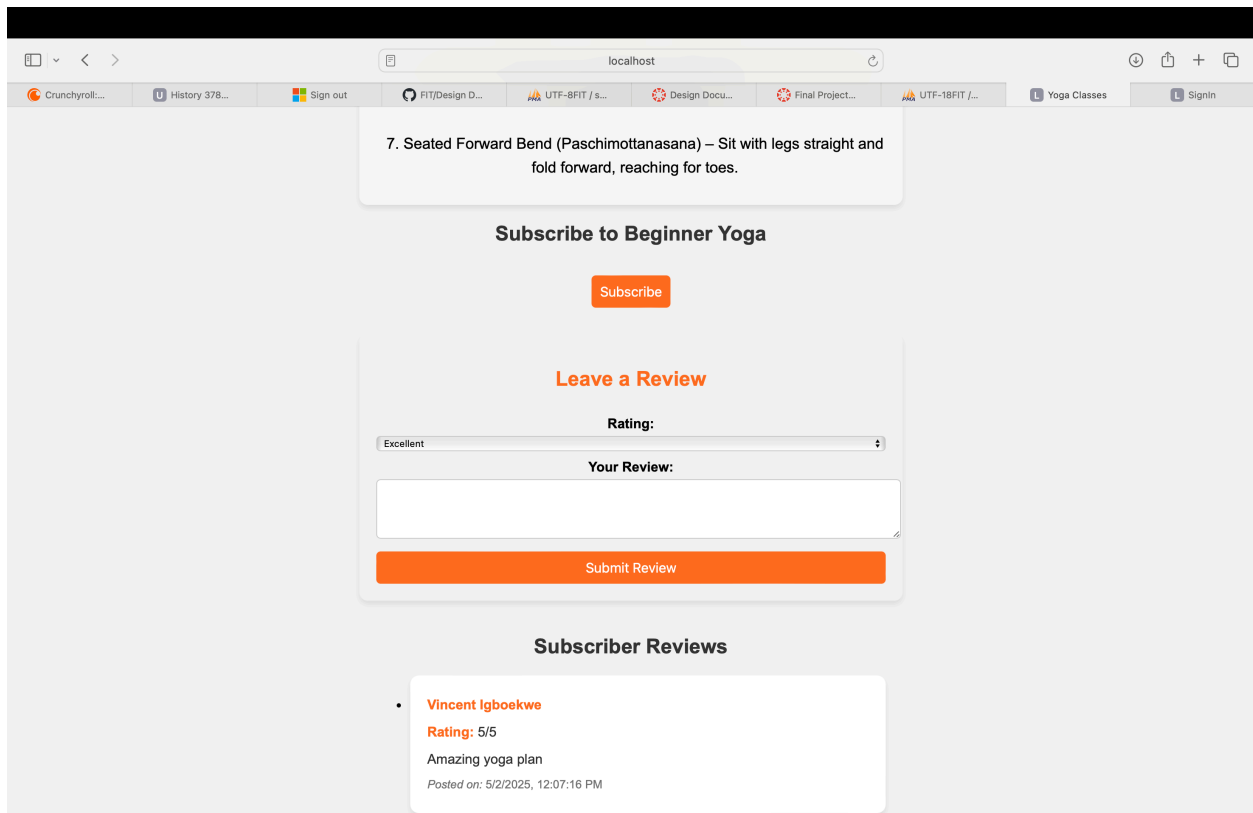 localhost
Crunchyroll:...
U History 378...
Sign out
FIT/Design D...
PMA UTF-8FIT / s...
Design Docu...
Final Project...
PMA UTF-18FIT /...
L Yoga Classes
L SignIn
7. Seated Forward Bend (Paschimottanasana) – Sit with legs straight and
fold forward, reaching for toes.
Subscribe to Beginner Yoga
Subscribe
Leave a Review
Rating:
Excellent
Your Review:
Submit Review
Subscriber Reviews
Vincent Igboekwe
Rating: 5/5
Amazing yoga plan
Posted on: 5/2/2025, 12:07:16 PM